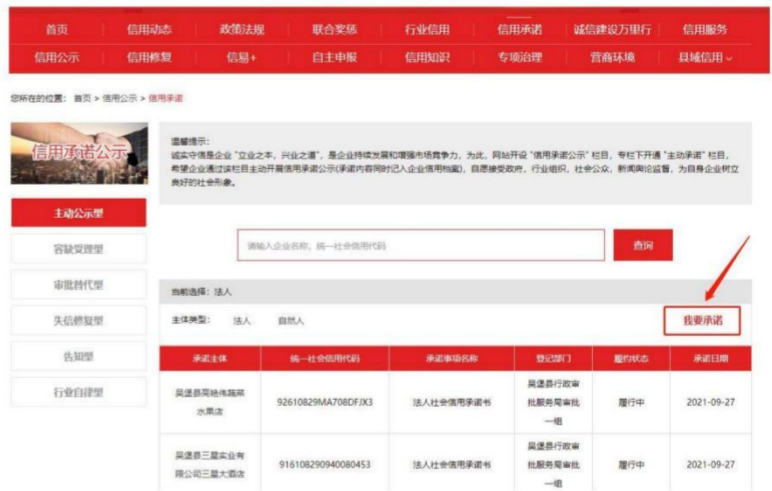 首页 信用动态 政策法规 联合奖惩 行业信用 信用承诺 诚信建设万里行 信用服务
信用公示 信用修复 信易+ 自主申报 信用知识 专项治理 营商环境 县域信用
您所在的位置： 首页 > 信用公示 > 信用承诺
信用承诺公示
温馨提示：
诚实守信是企业“立业之本，兴业之道”，是企业持续发展和增强市场竞争力，为此，网站开设“信用承诺公示”栏目，专栏下开通“主动承诺”栏目，
希望企业通过该栏目主动开展信用承诺公示(承诺内容同时记入企业信用档案)，自愿接受政府，行业组织，社会公众，新闻舆论监督，为自身企业树立
良好的社会形象。
主动公示型
容缺受理型
审批替代型
失信修复型
告知型
行业自律型
请输入企业名称，统一社会信用代码 查询
当前选择：法人
主体类型： 法人 自然人 我要承诺
承诺主体 统一社会信用代码 承诺事项名称 登记部门 履约状态 承诺日期
吴堡县高艳伟蔬菜水果店 92610829MA708DFJX3 法人社会信用承诺书 吴堡县行政审批服务局审批一组 履行中 2021-09-27
吴堡县三星实业有限公司三星大酒店 916108290940080453 法人社会信用承诺书 吴堡县行政审批服务局审批一组 履行中 2021-09-27